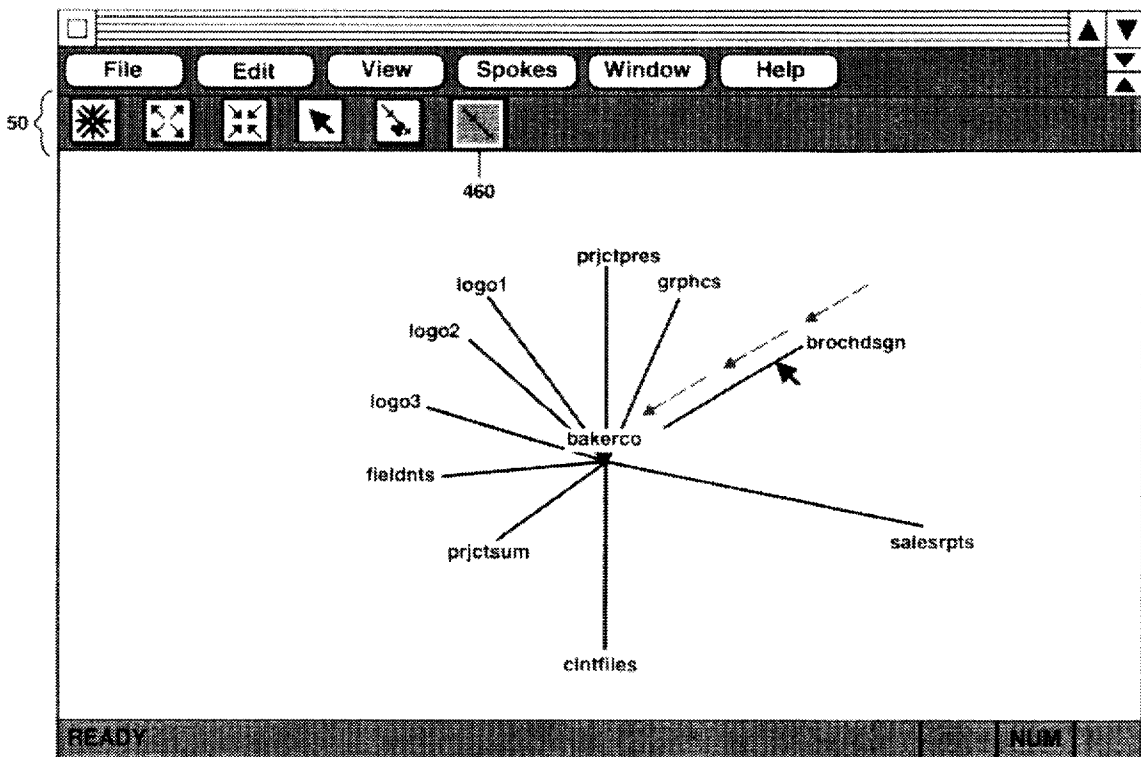 File Edit View Spokes Window Help
50
460
prjctpres
logo1
grphcs
logo2
brochdsgn
logo3
bakerco
fieldnts
salesrpts
prjctsum
clntfiles
READY NUM